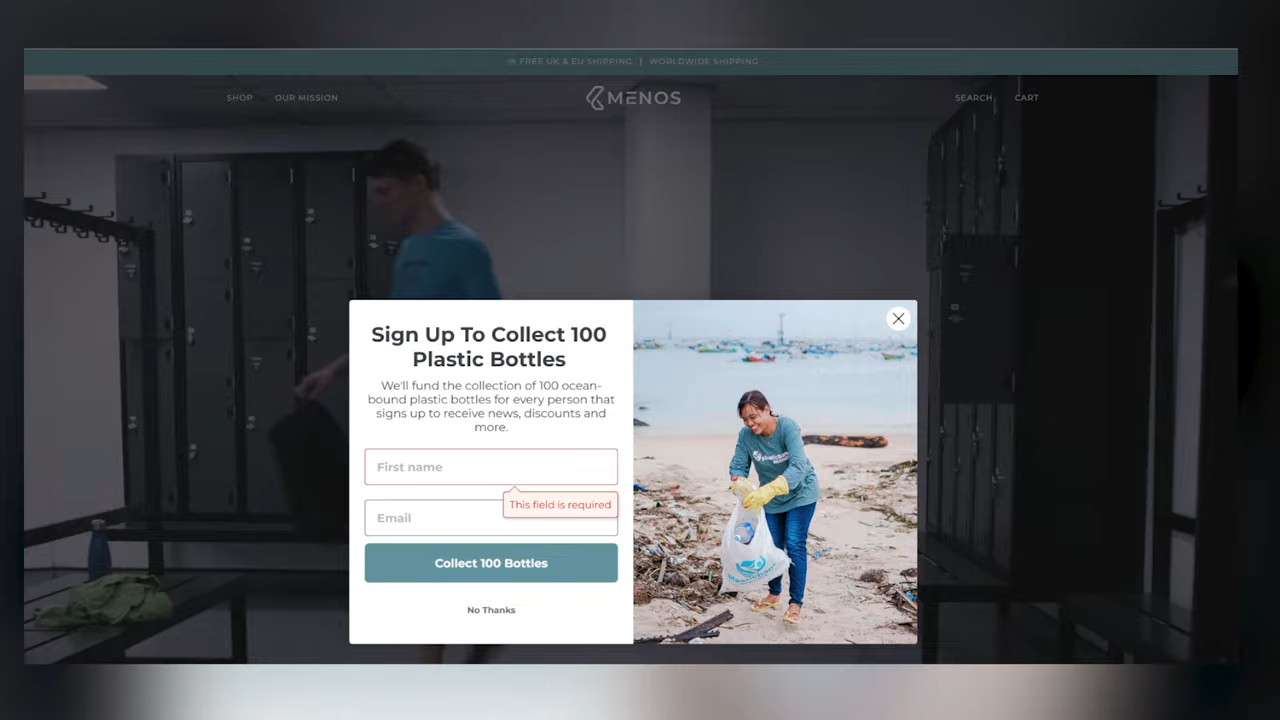 FREE UK & EU SHIPPING | WORLDWIDE SHIPPING
SHOP OUR MISSION MENOS SEARCH CART
Sign Up To Collect 100
Plastic Bottles
We'll fund the collection of 100 ocean-
bound plastic bottles for every person that
signs up to receive news, discounts and
more.
First name
This field is required
Email
Collect 100 Bottles
No Thanks